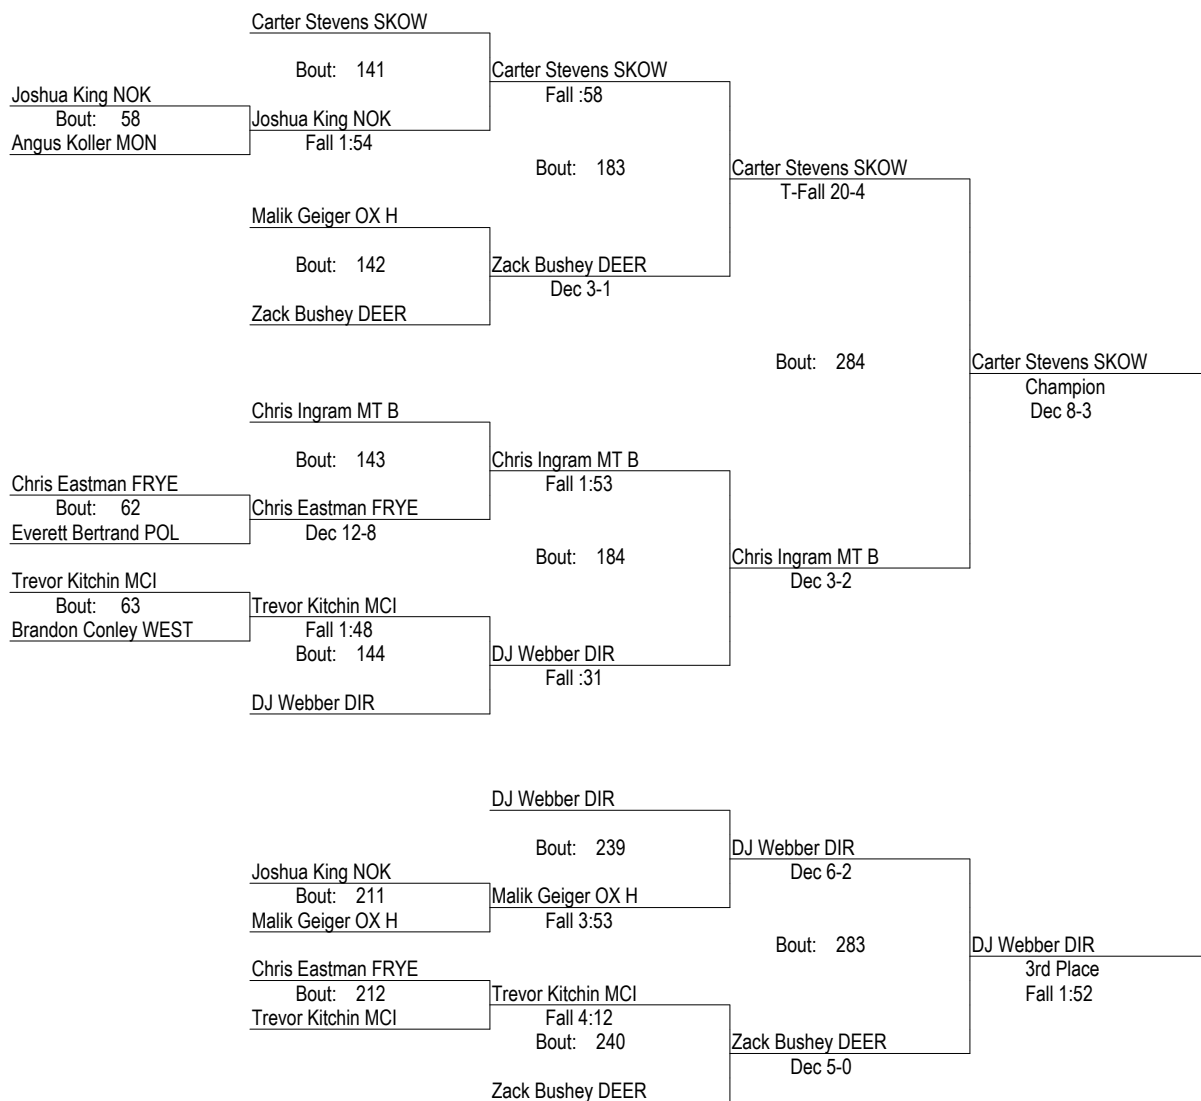 Carter Stevens SKOW
Bout: 141
Carter Stevens SKOW
Joshua King NOK
Fall :58
Bout: 58
Joshua King NOK
Angus Koller MON
Fall 1:54
Bout: 183
Carter Stevens SKOW
T-Fall 20-4
Malik Geiger OX H
Bout: 142
Zack Bushey DEER
Dec 3-1
Zack Bushey DEER
Bout: 284
Carter Stevens SKOW
Champion
Dec 8-3
Chris Ingram MT B
Bout: 143
Chris Ingram MT B
Fall 1:53
Chris Eastman FRYE
Bout: 62
Chris Eastman FRYE
Everett Bertrand POL
Dec 12-8
Bout: 184
Chris Ingram MT B
Dec 3-2
Trevor Kitchin MCI
Bout: 63
Trevor Kitchin MCI
Brandon Conley WEST
Fall 1:48
Bout: 144
DJ Webber DIR
Fall :31
DJ Webber DIR
DJ Webber DIR
Bout: 239
DJ Webber DIR
Dec 6-2
Joshua King NOK
Bout: 211
Malik Geiger OX H
Malik Geiger OX H
Fall 3:53
Bout: 283
DJ Webber DIR
3rd Place
Fall 1:52
Chris Eastman FRYE
Bout: 212
Trevor Kitchin MCI
Trevor Kitchin MCI
Fall 4:12
Bout: 240
Zack Bushey DEER
Dec 5-0
Zack Bushey DEER